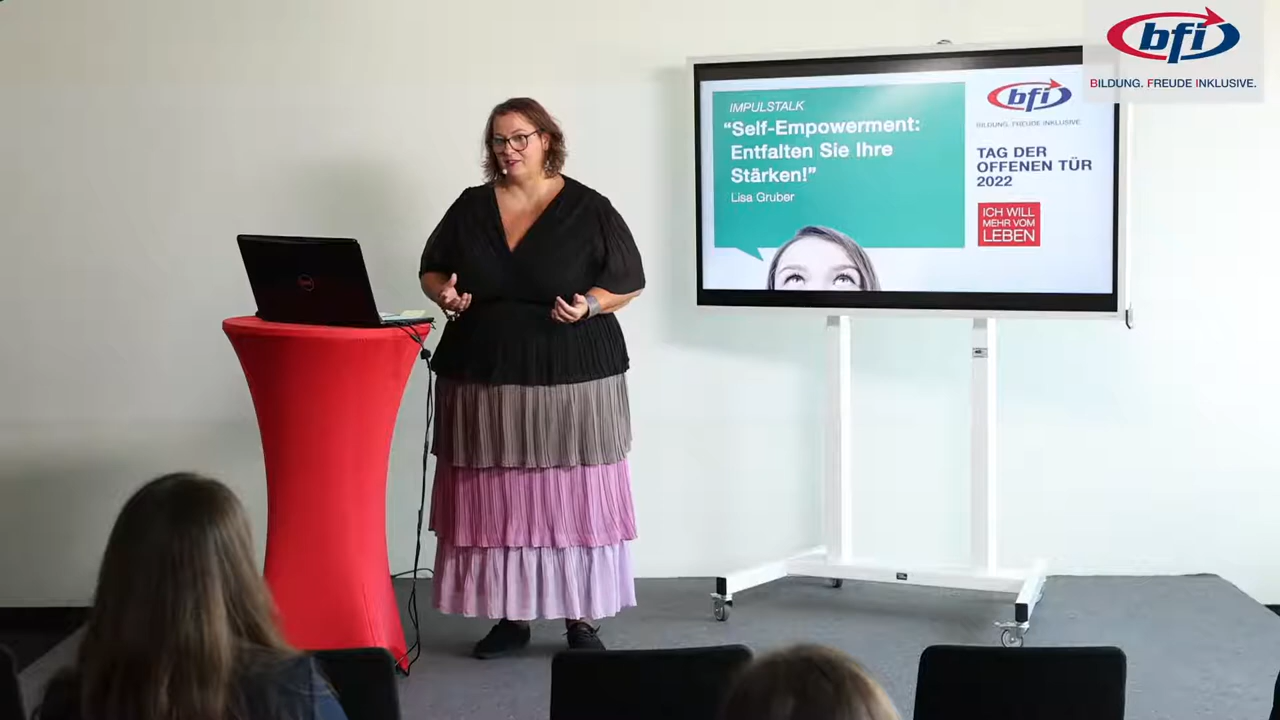 bfi
BILDUNG. FREUDE INKLUSIVE.
IMPULSTALK
“Self-Empowerment:
Entfalten Sie Ihre
Stärken!”
Lisa Gruber
bfi
BILDUNG. FREUDE INKLUSIVE
TAG DER
OFFENEN TÜR
2022
ICH WILL
MEHR VOM
LEBEN
DELL